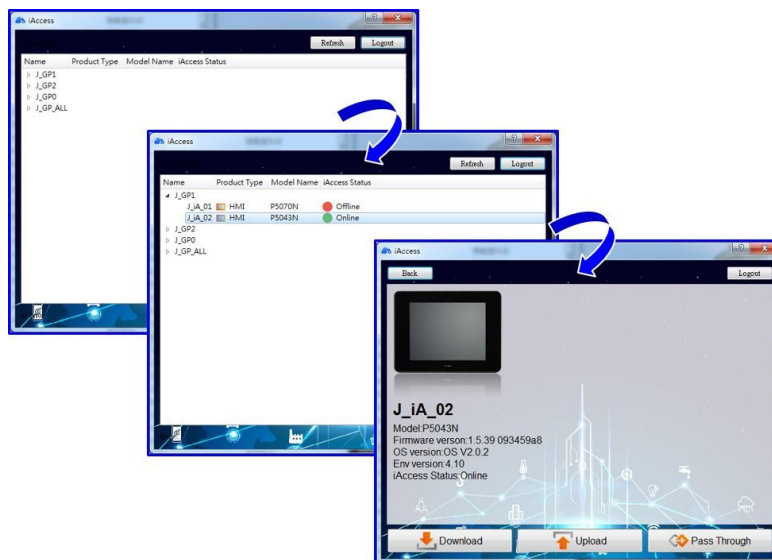 iAccess
Refresh Logout
Name Product Type Model Name iAccess Status
J_GP1
J_GP2
J_GP0
J_GP_ALL
iAccess
Refresh Logout
Name Product Type Model Name iAccess Status
J_GP1
J_iA_01 HMI P5070N Offline
J_iA_02 HMI P5043N Online
J_GP2
J_GP0
J_GP_ALL
iAccess
Back Logout
J_iA_02
Model:P5043N
Firmware verson:1.5.39 093459a8
OS version:OS V2.0.2
Env version:4.10
iAccess Status:Online
Download Upload Pass Through